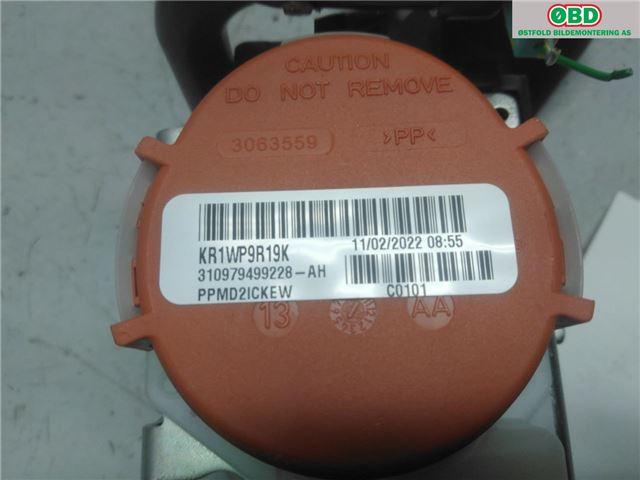 ØBD
ØSTFOLD BILDEMONTERING AS
CAUTION
DO NOT REMOVE
3063559 >PP<
KR1WP9R19K 11/02/2022 08:55
310979499228-AH
PPMD2ICKEW C0101
13 AA